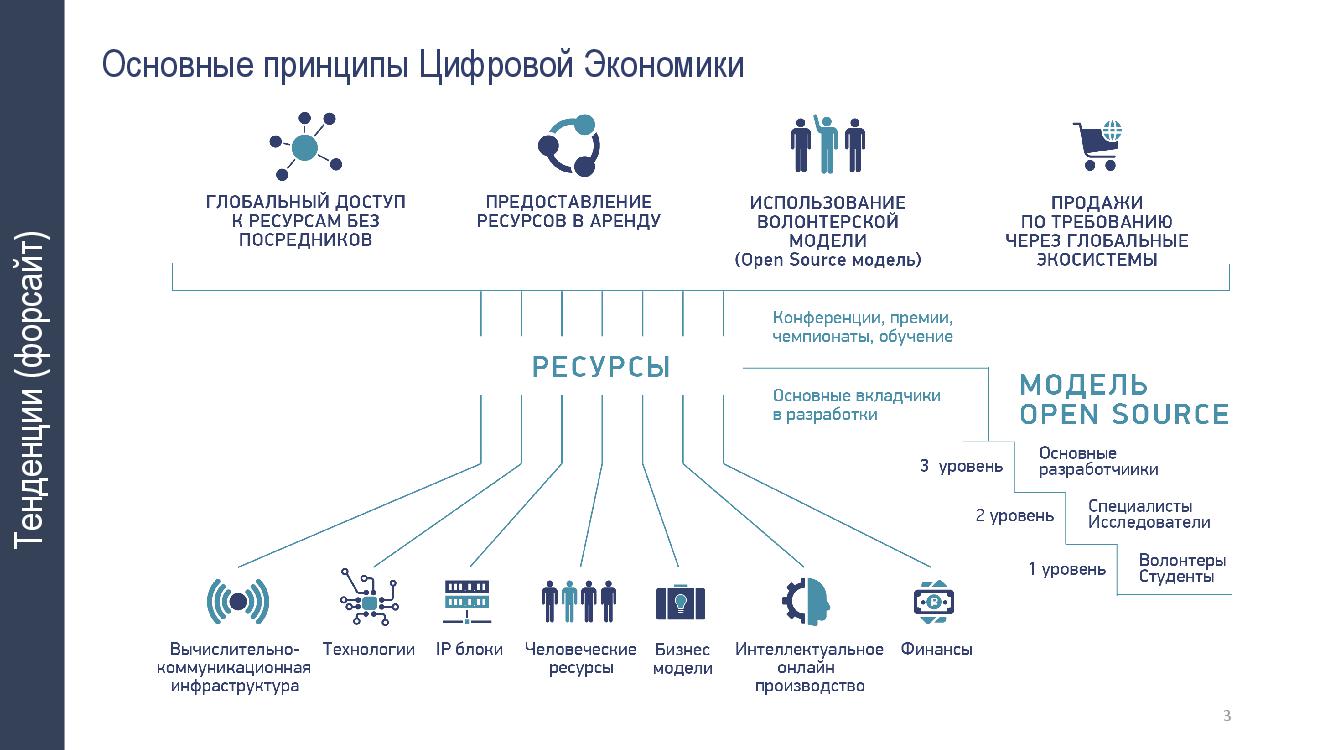 Тенденции (форсайт)
Основные принципы Цифровой Экономики
ГЛОБАЛЬНЫЙ ДОСТУП
К РЕСУРСАМ БЕЗ
ПОСРЕДНИКОВ
ПРЕДОСТАВЛЕНИЕ
РЕСУРСОВ В АРЕНДУ
ИСПОЛЬЗОВАНИЕ
ВОЛОНТЕРСКОЙ
МОДЕЛИ
(Open Source модель)
ПРОДАЖИ
ПО ТРЕБОВАНИЮ
ЧЕРЕЗ ГЛОБАЛЬНЫЕ
ЭКОСИСТЕМЫ
РЕСУРСЫ
Конференции, премии,
чемпионаты, обучение
Основные вкладчики
в разработки
МОДЕЛЬ
OPEN SOURCE
3 уровень
Основные
разработчиики
2 уровень
Специалисты
Исследователи
1 уровень
Волонтеры
Студенты
Вычислительно-
коммуникационная
инфраструктура
Технологии
IP блоки
Человеческие
ресурсы
Бизнес
модели
Интеллектуальное
онлайн
производство
Финансы
3